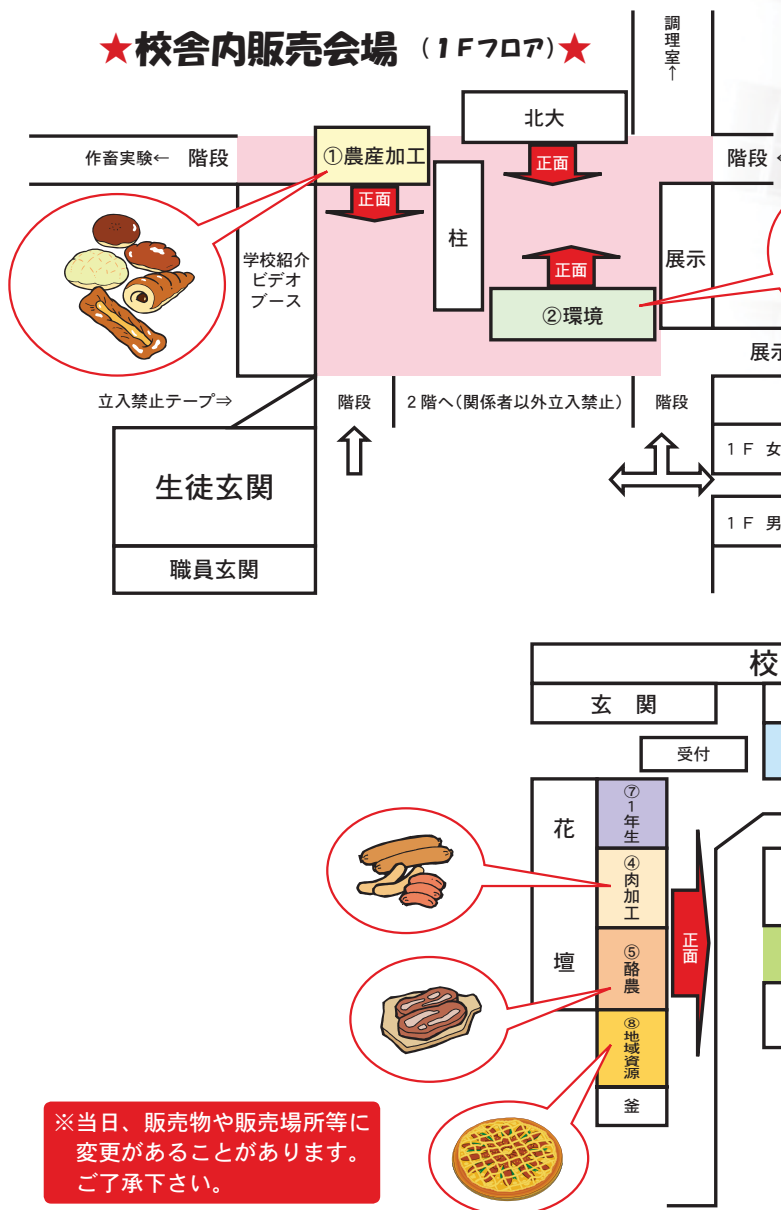 ★校舎内販売会場（1Fフロア）★
調理室↑
北大
作畜実験← 階段
①農産加工
正面
階段
正面
柱
学校紹介
ビデオ
ブース
展示
正面
②環境
展示
立入禁止テープ⇒
階段
2階へ（関係者以外立入禁止）
階段
生徒玄関
1F 女
1F 男
職員玄関
校
玄 関
受付
花壇
⑦1年生
④肉加工
⑤酪農
正面
⑧地域資源
釜
※当日、販売物や販売場所等に
変更があることがあります。
ご了承下さい。